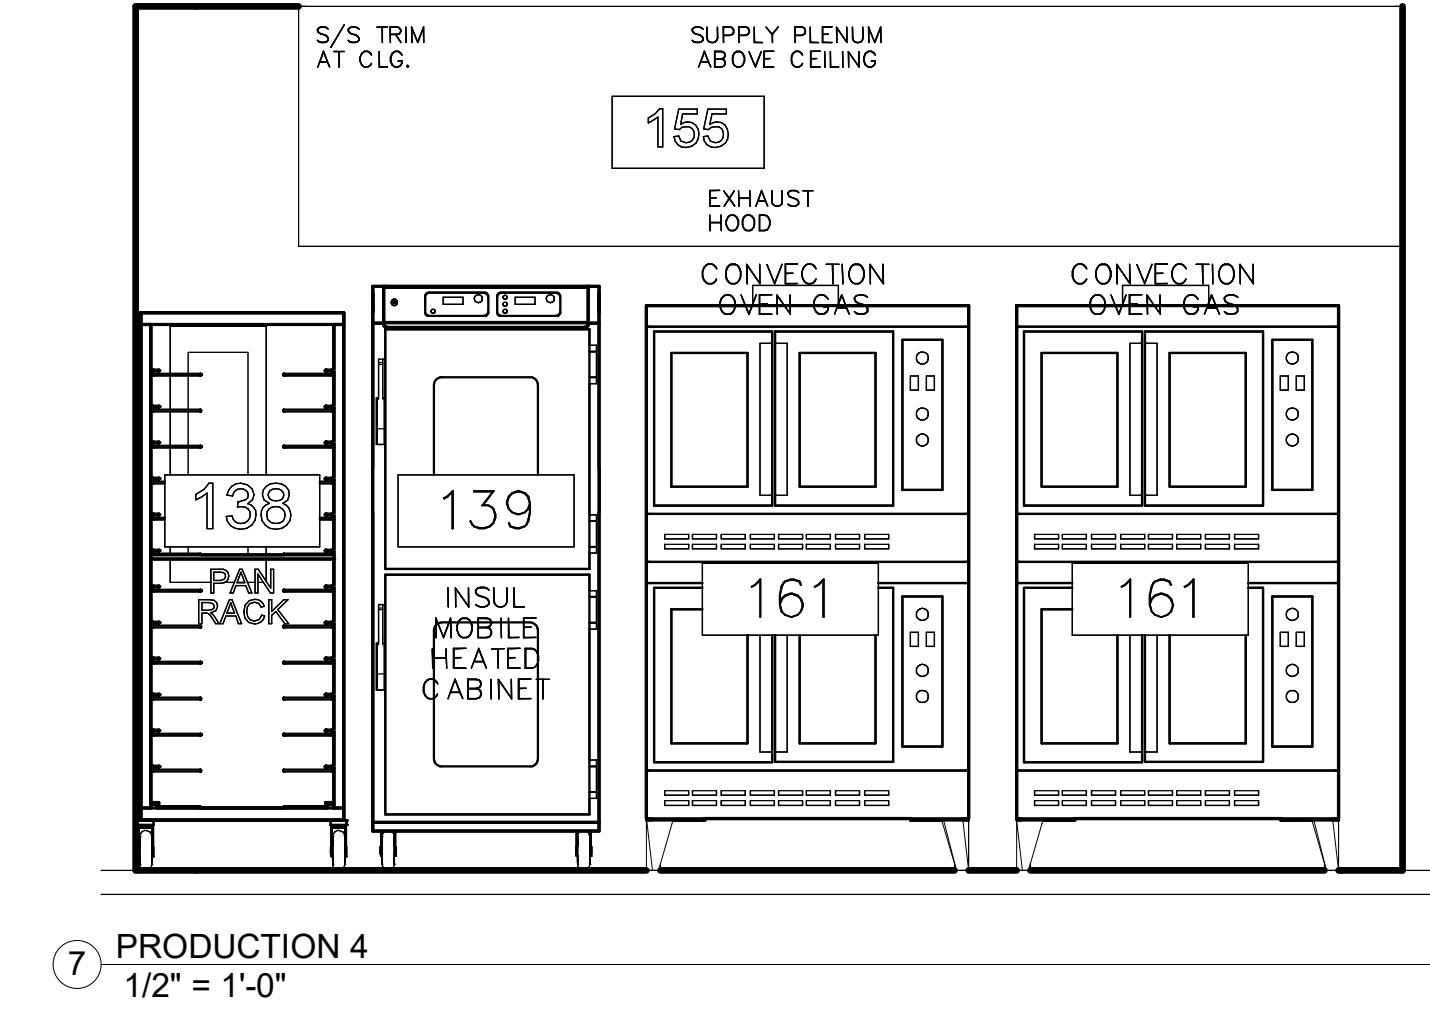 S/S TRIM
AT CLG.
SUPPLY PLENUM
ABOVE CEILING
155
EXHAUST
HOOD
CONVECTION
OVEN GAS
CONVECTION
OVEN GAS
138
PAN
RACK
139
INSUL
MOBILE
HEATED
CABINET
161
161
7
PRODUCTION 4
1/2" = 1'-0"